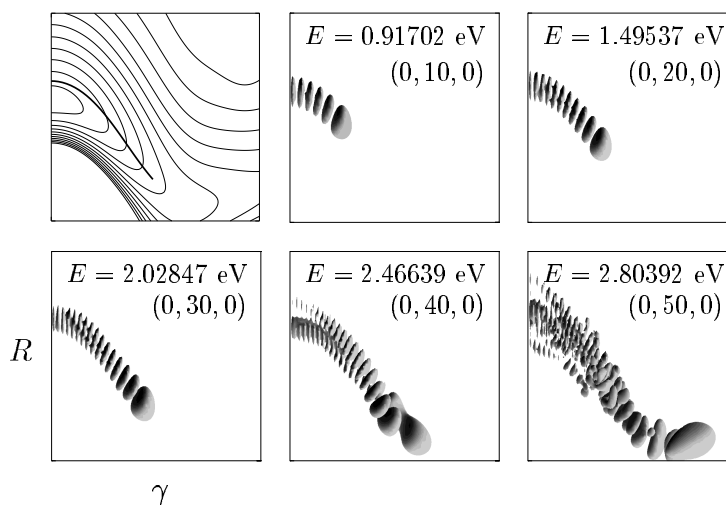 E = 0.91702 eV
(0, 10, 0)
E = 1.49537 eV
(0, 20, 0)
E = 2.02847 eV
(0, 30, 0)
E = 2.46639 eV
(0, 40, 0)
E = 2.80392 eV
(0, 50, 0)
R
γ